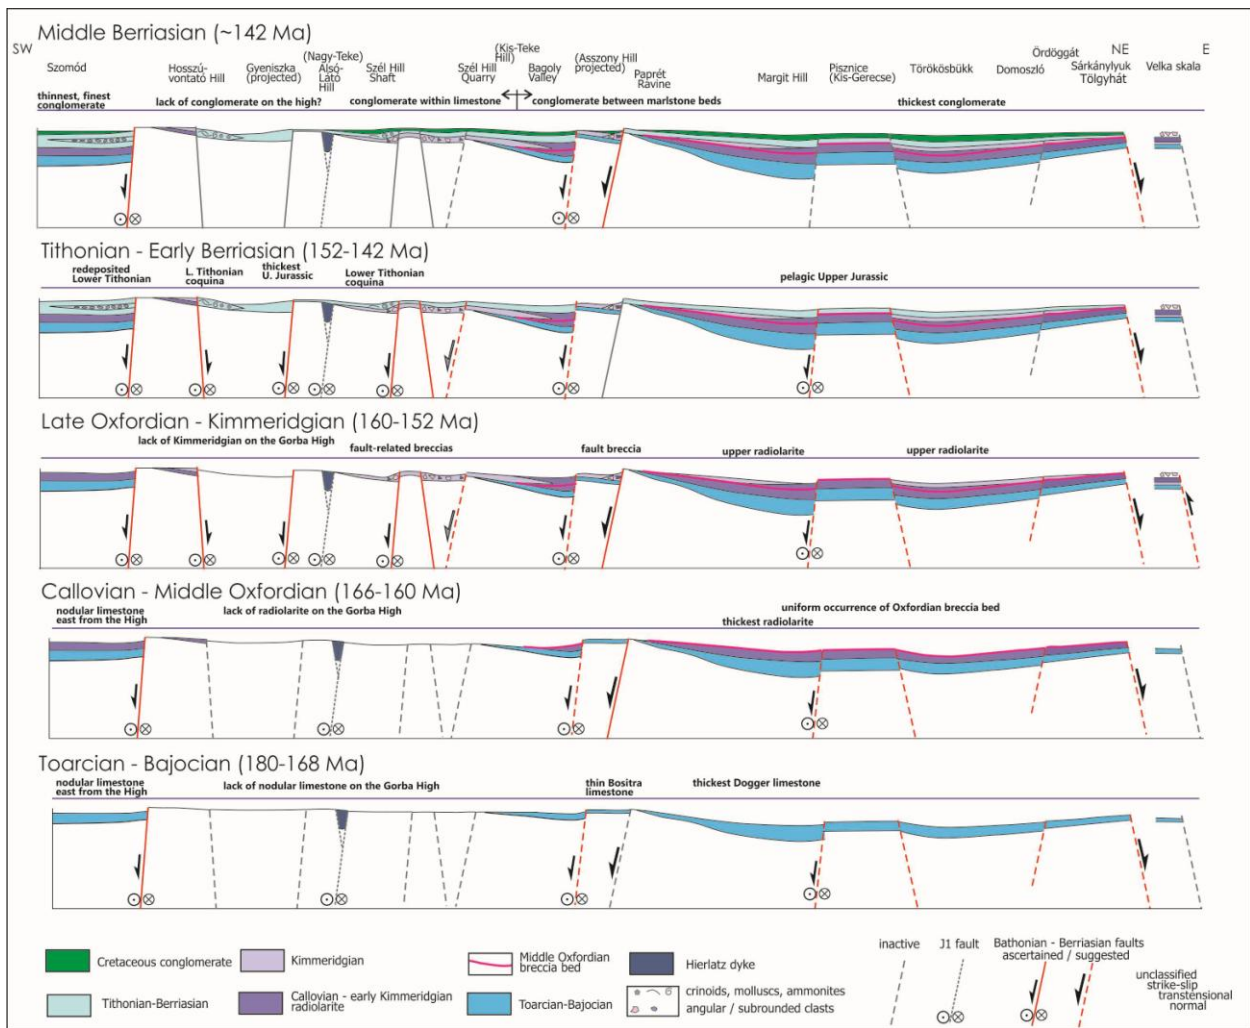 Middle Berriasian (~142 Ma)
SW
NE
E
Szomód
Hosszú-
vontató Hill
Gyeniszka
(projected)
(Nagy-Teke)
Alsó-
Látó
Hill
Szél Hill
Shaft
Szél Hill
Quarry
(Kis-Teke
Hill)
Bagoly
Valley
(Asszony Hill
projected)
Paprét
Ravine
Margit Hill
Pisznice
(Kis-Gerecse)
Törökösbükk
Domoszló
Ördöggát
Sárkánylyuk
Tölgyhát
Velka skala
thinnest, finest
conglomerate
lack of conglomerate on the high?
conglomerate within limestone
conglomerate between marlstone beds
thickest conglomerate
Tithonian - Early Berriasian (152-142 Ma)
redeposited
Lower Tithonian
L. Tithonian
coquina
thickest
U. Jurassic
Lower Tithonian
coquina
pelagic Upper Jurassic
Late Oxfordian - Kimmeridgian (160-152 Ma)
lack of Kimmeridgian on the Gorba High
fault-related breccias
fault breccia
upper radiolarite
upper radiolarite
Callovian - Middle Oxfordian (166-160 Ma)
nodular limestone
east from the High
lack of radiolarite on the Gorba High
uniform occurrence of Oxfordian breccia bed
thickest radiolarite
Toarcian - Bajocian (180-168 Ma)
nodular limestone
east from the High
lack of nodular limestone on the Gorba High
thin Bositra
limestone
thickest Dogger limestone
Cretaceous conglomerate
Kimmeridgian
Middle Oxfordian
breccia bed
Hierlatz dyke
Tithonian-Berriasian
Callovian - early Kimmeridgian
radiolarite
Toarcian-Bajocian
crinoids, molluscs, ammonites
angular / subrounded clasts
inactive
J1 fault
Bathonian - Berriasian faults
ascertained / suggested
unclassified
strike-slip
transtensional
normal